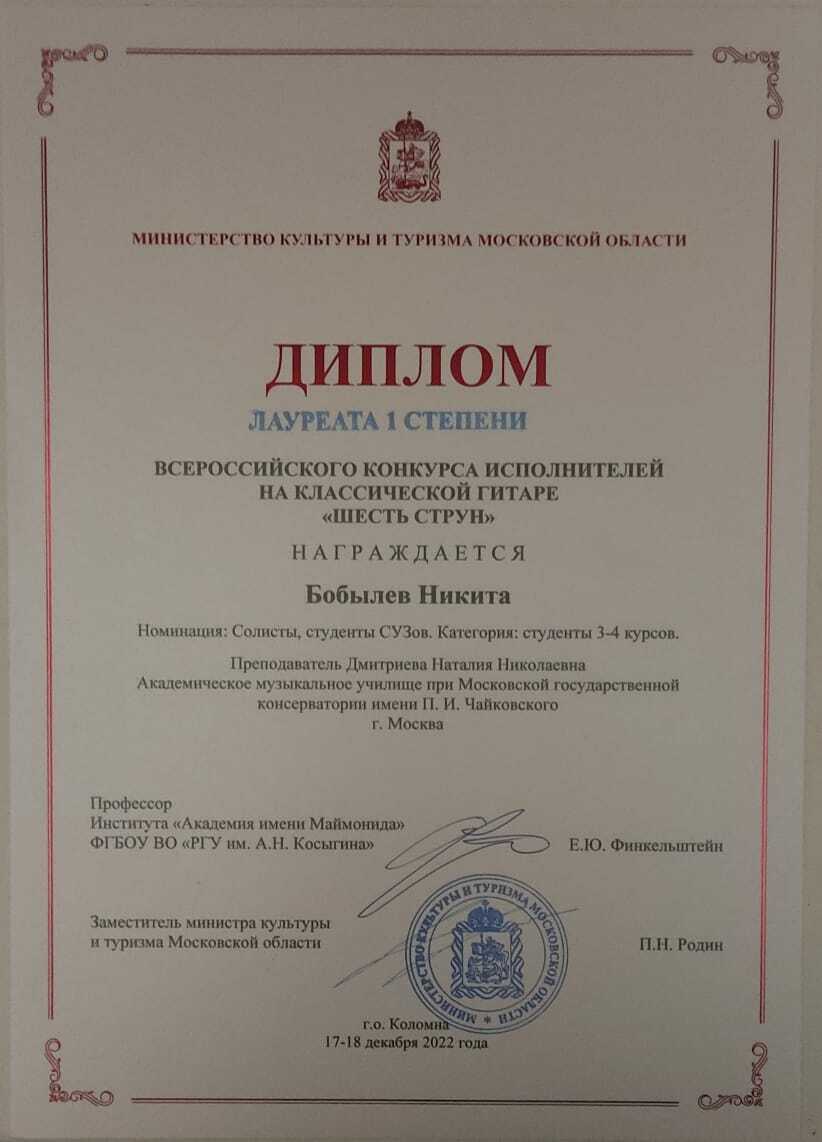 МИНИСТЕРСТВО КУЛЬТУРЫ И ТУРИЗМА МОСКОВСКОЙ ОБЛАСТИ
ДИПЛОМ
ЛАУРЕАТА 1 СТЕПЕНИ
ВСЕРОССИЙСКОГО КОНКУРСА ИСПОЛНИТЕЛЕЙ
НА КЛАССИЧЕСКОЙ ГИТАРЕ
«ШЕСТЬ СТРУН»
НАГРАЖДАЕТСЯ
Бобылев Никита
Номинация: Солисты, студенты СУЗов. Категория: студенты 3-4 курсов.
Преподаватель Дмитриева Наталия Николаевна
Академическое музыкальное училище при Московской государственной
консерватории имени П. И. Чайковского
г. Москва
Профессор
Института «Академия имени Маймонида»
ФГБОУ ВО «РГУ им. А.Н. Косыгина»
Е.Ю. Финкельштейн
Заместитель министра культуры
и туризма Московской области
П.Н. Родин
МИНИСТЕРСТВО КУЛЬТУРЫ И ТУРИЗМА МОСКОВСКОЙ ОБЛАСТИ *
г.о. Коломна
17-18 декабря 2022 года